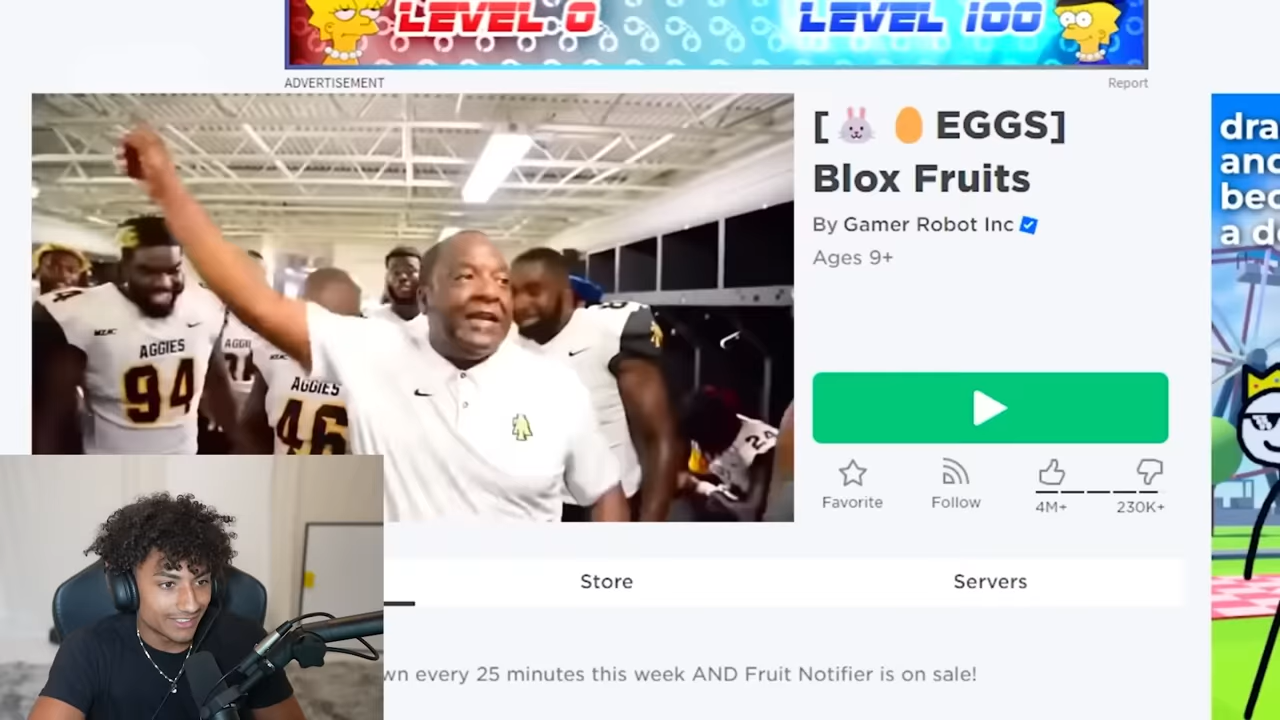 LEVEL 0
LEVEL 100
ADVERTISEMENT
Report
[🐰 🥚 EGGS]
Blox Fruits
By Gamer Robot Inc
Ages 9+
AGGIES
94
AGGIES
46
24
Favorite
Follow
4M+
230K+
Store
Servers
every 25 minutes this week AND Fruit Notifier is on sale!
dra
and
bec
a d